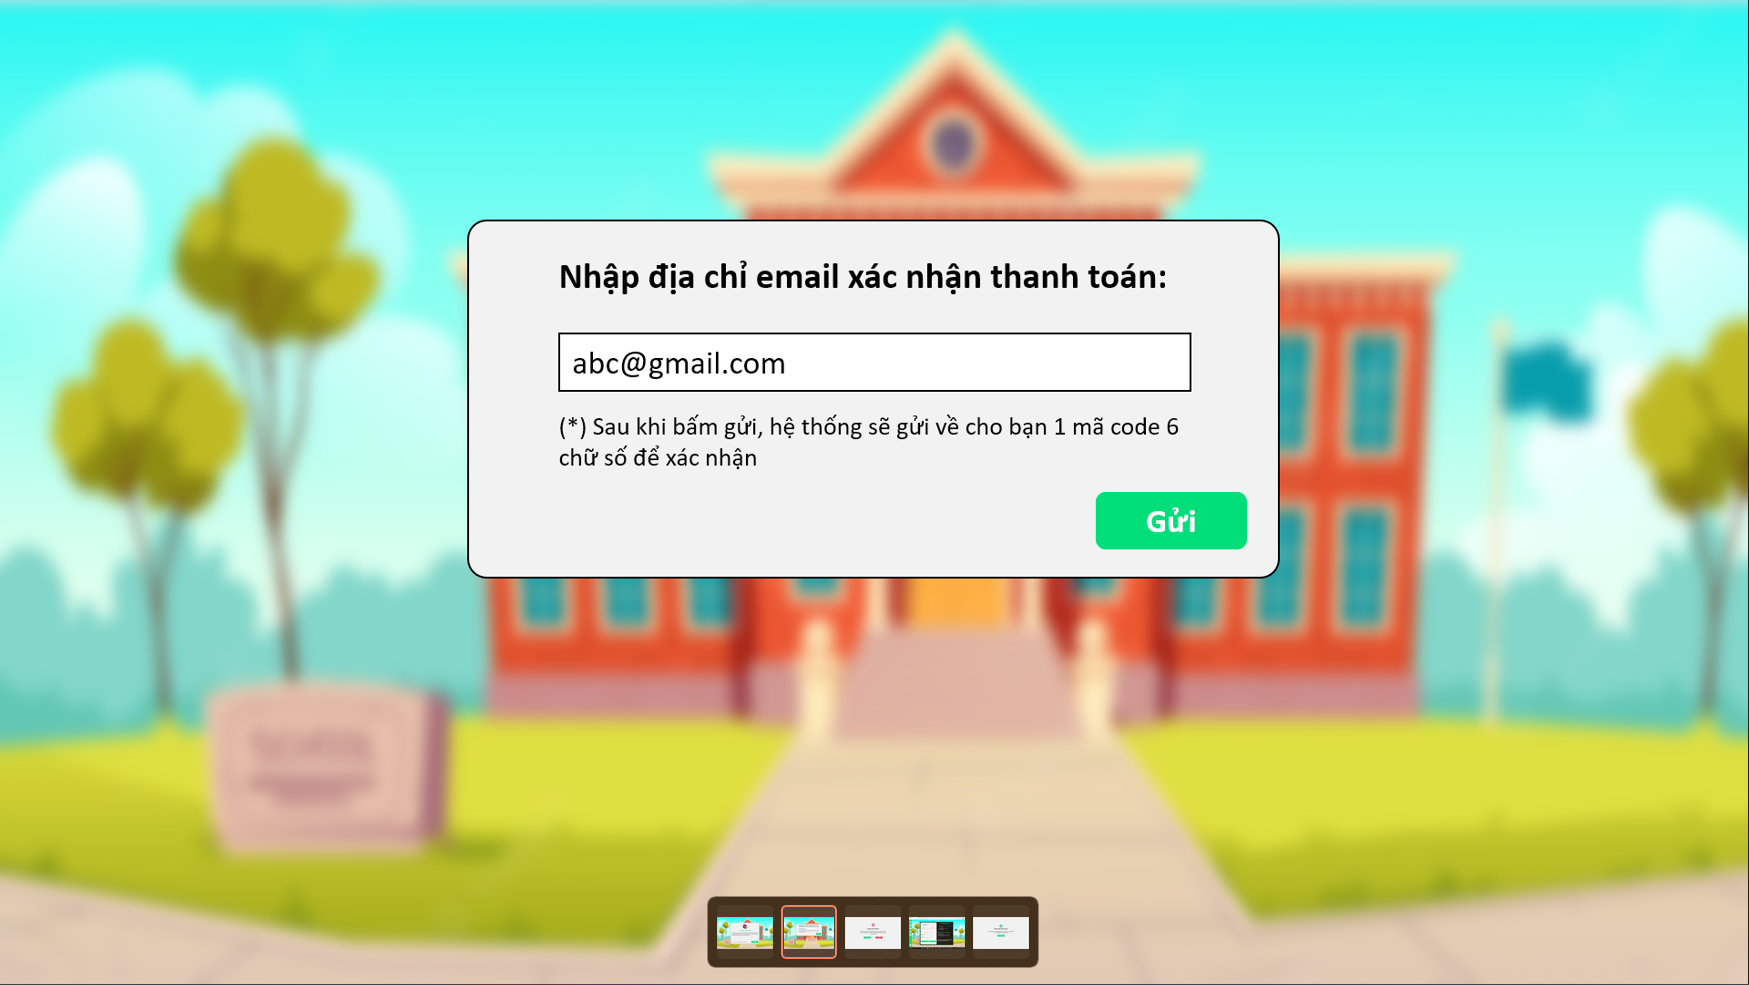 Nhập địa chỉ email xác nhận thanh toán:
abc@gmail.com
(*) Sau khi bấm gửi, hệ thống sẽ gửi về cho bạn 1 mã code 6
chữ số để xác nhận
Gửi
SCHOOL